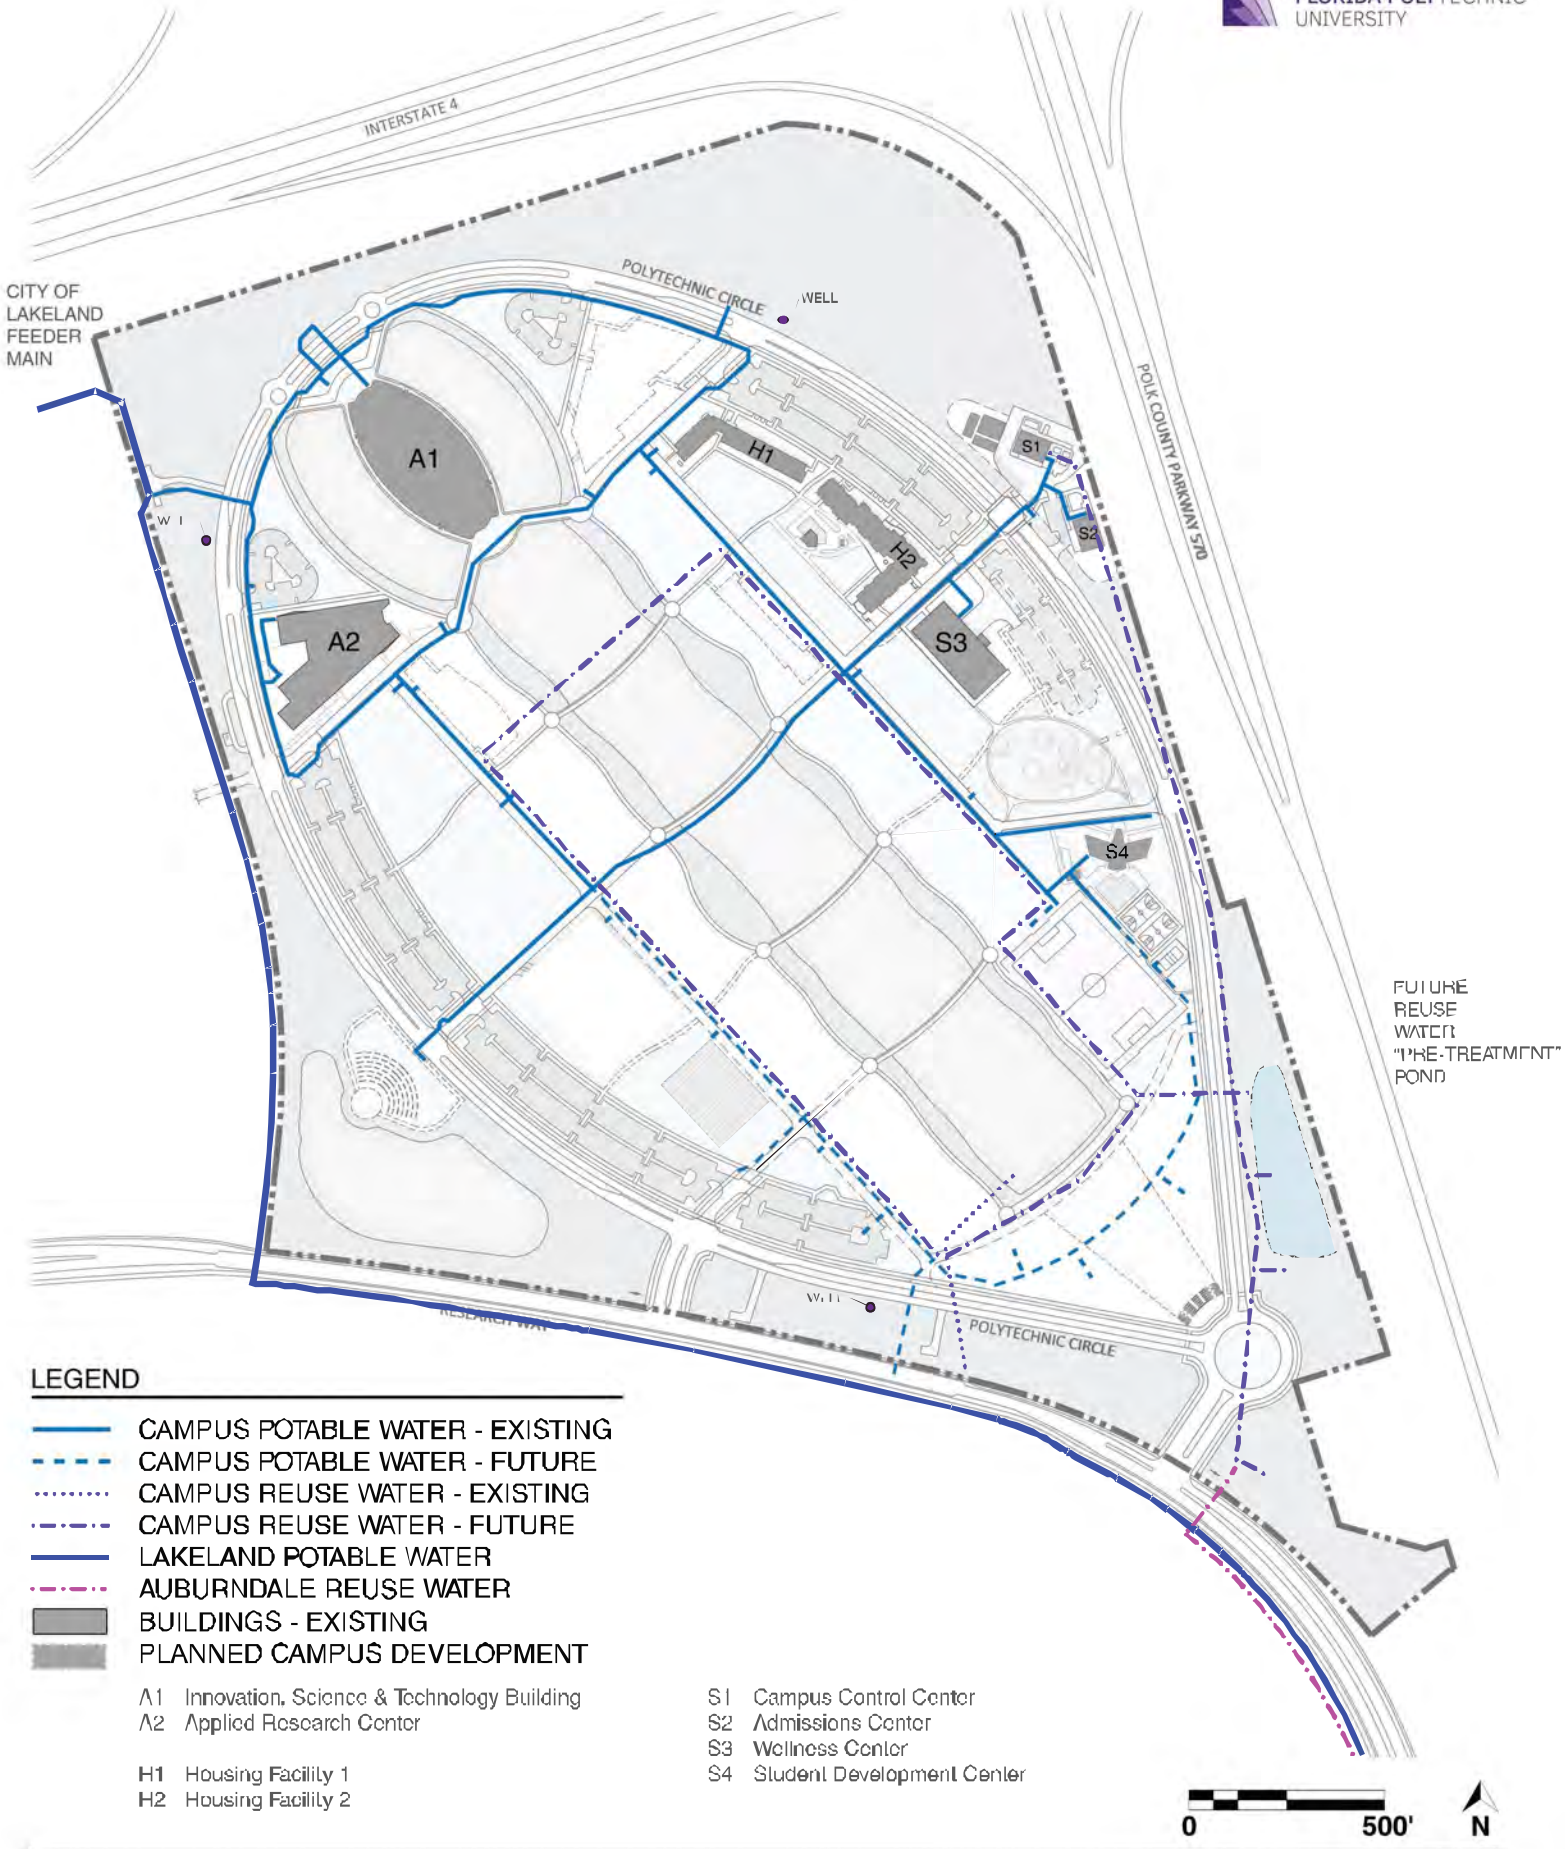 UNIVERSITY
INTERSTATE 4
POLYTECHNIC CIRCLE
WELL
CITY OF
LAKELAND
FEEDER
MAIN
POLK COUNTY PARKWAY 570
A1
H1
S1
S2
H2
A2
S3
S4
FUTURE
REUSE
WATER
"PRE-TREATMENT"
POND
POLYTECHNIC CIRCLE
RESEARCH WAY
LEGEND
CAMPUS POTABLE WATER - EXISTING
CAMPUS POTABLE WATER - FUTURE
CAMPUS REUSE WATER - EXISTING
CAMPUS REUSE WATER - FUTURE
LAKELAND POTABLE WATER
AUBURNDALE REUSE WATER
BUILDINGS - EXISTING
PLANNED CAMPUS DEVELOPMENT
A1 Innovation, Science & Technology Building
A2 Applied Research Center
H1 Housing Facility 1
H2 Housing Facility 2
S1 Campus Control Center
S2 Admissions Center
S3 Wellness Center
S4 Student Development Center
0 500'
N